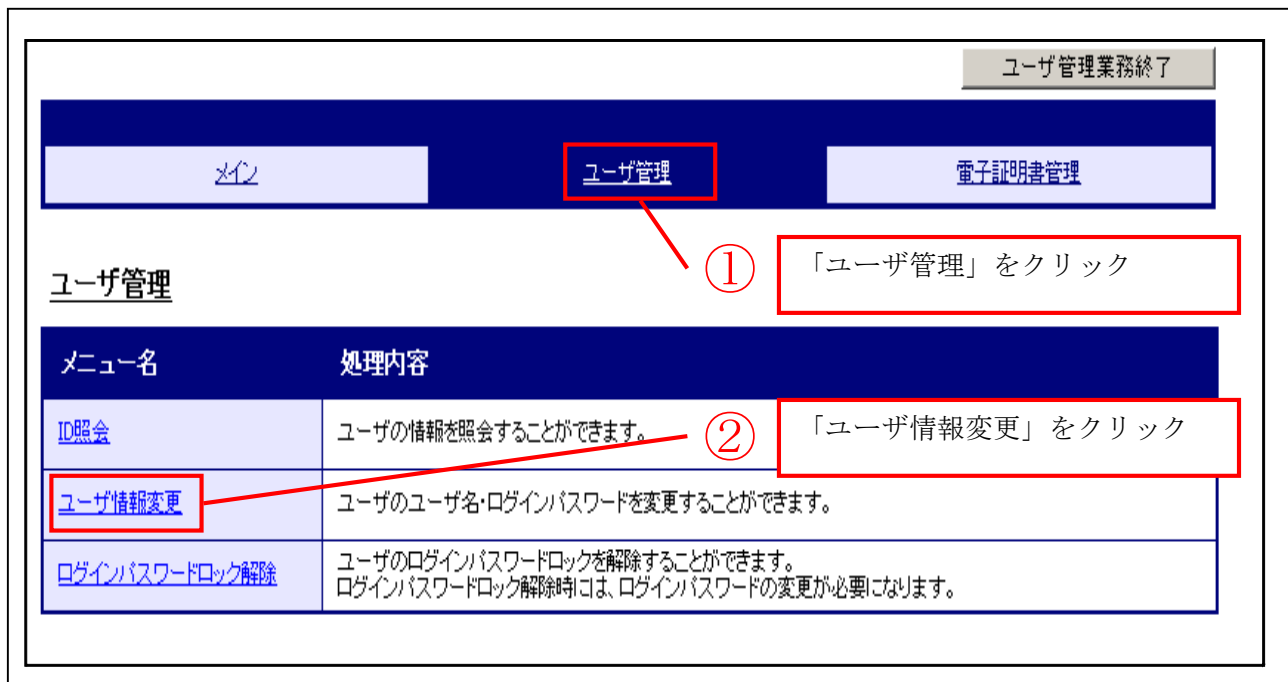 ユーザ管理業務終了
メイン
ユーザ管理
電子証明書管理
①
「ユーザ管理」をクリック
ユーザ管理
メニュー名
処理内容
ID照会
ユーザの情報を照会することができます。
②
「ユーザ情報変更」をクリック
ユーザ情報変更
ユーザのユーザ名・ログインパスワードを変更することができます。
ログインパスワードロック解除
ユーザのログインパスワードロックを解除することができます。
ログインパスワードロック解除時には、ログインパスワードの変更が必要になります。